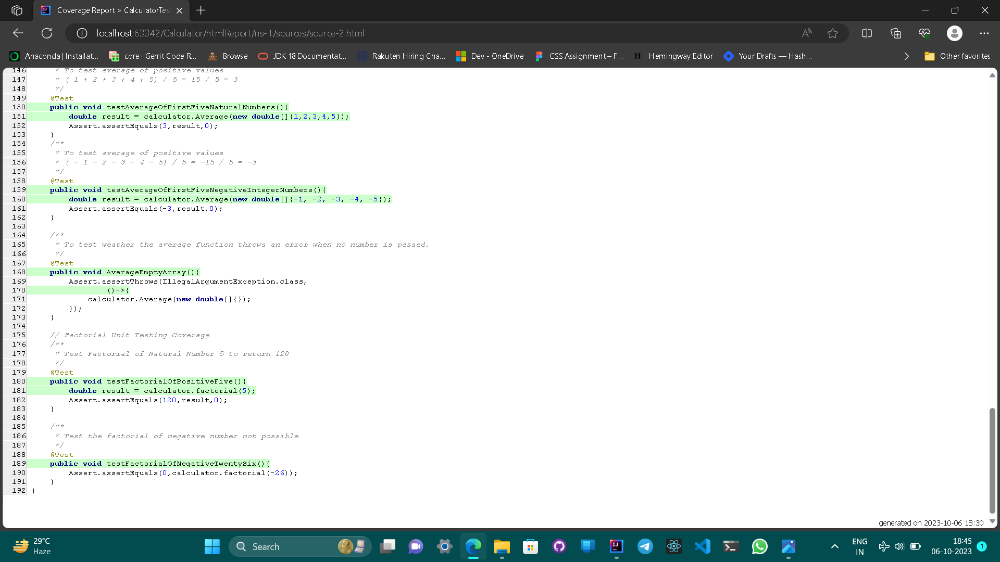 Coverage Report > CalculatorTes
localhost:63342/Calculator/htmlReport/ns-1/sources/source-2.html
Anaconda | Installat... core · Gerrit Code R... Browse JDK 18 Documentat... Rakuten Hiring Cha... Dev - OneDrive CSS Assignment – F... H Hemingway Editor Your Drafts — Hash... Other favorites
146 * To test average of positive values
147 * ( 1 + 2 + 3 + 4 + 5) / 5 = 15 / 5 = 3
148 */
149 @Test
150 public void testAverageOfFirstFiveNaturalNumbers(){
151 double result = calculator.Average(new double[]{1,2,3,4,5});
152 Assert.assertEquals(3,result,0);
153 }
154 /**
155 * To test average of positive values
156 * ( - 1 - 2 - 3 - 4 - 5) / 5 = -15 / 5 = -3
157 */
158 @Test
159 public void testAverageOfFirstFiveNegativeIntegerNumbers(){
160 double result = calculator.Average(new double[]{-1, -2, -3, -4, -5});
161 Assert.assertEquals(-3,result,0);
162 }
163
164 /**
165 * To test weather the average function throws an error when no number is passed.
166 */
167 @Test
168 public void AverageEmptyArray(){
169 Assert.assertThrows(IllegalArgumentException.class,
170 ()->{
171 calculator.Average(new double[]{});
172 });
173 }
174
175 // Factorial Unit Testing Coverage
176 /**
177 * Test Factorial of Natural Number 5 to return 120
178 */
179 @Test
180 public void testFactorialOfPositiveFive(){
181 double result = calculator.factorial(5);
182 Assert.assertEquals(120,result,0);
183 }
184
185 /**
186 * Test the factorial of negative number not possible
187 */
188 @Test
189 public void testFactorialOfNegativeTwentySix(){
190 Assert.assertEquals(0,calculator.factorial(-26));
191 }
192 }
generated on 2023-10-06 18:30
29°C
Haze
Search
ENG
IN
18:45
06-10-2023
1